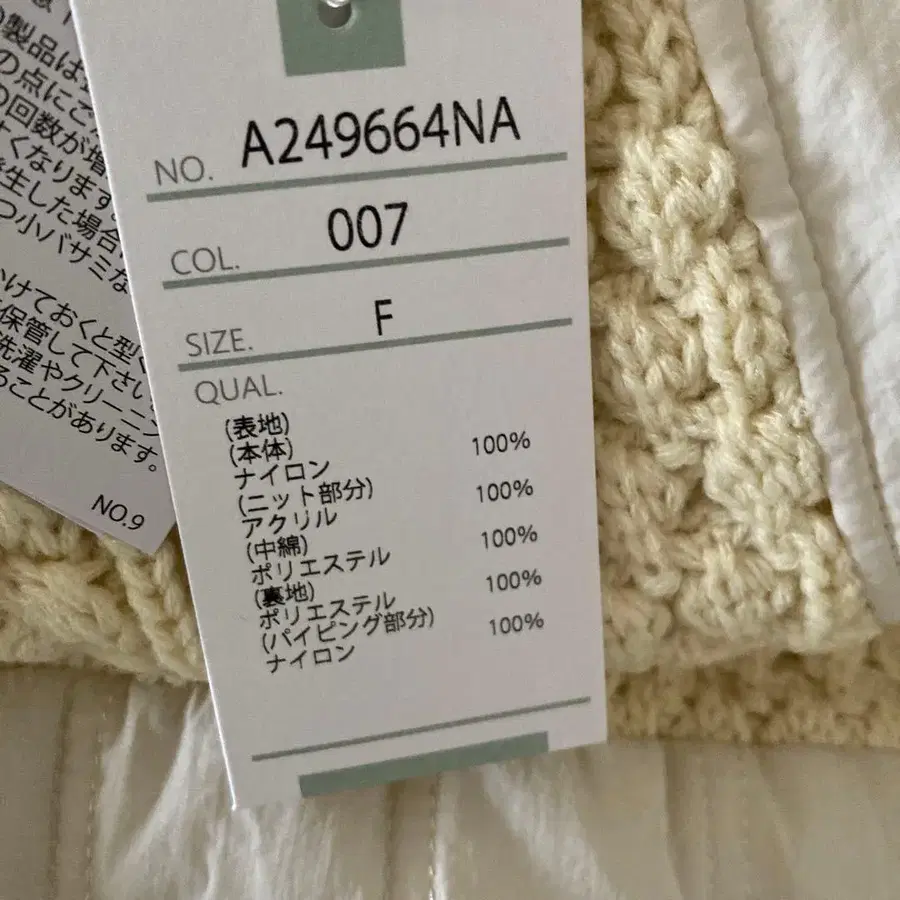 製品は
の点にご
の回数が増
くなります
生した場合
つ小バサミな
かけておくと型
保管して下さい
洗濯やクリーニン
ることがあります。
NO.9
NO. A249664NA
COL. 007
SIZE. F
QUAL.
(表地)
(本体)
ナイロン 100%
(ニット部分)
アクリル 100%
(中綿)
ポリエステル 100%
(裏地)
ポリエステル 100%
(パイピング部分)
ナイロン 100%